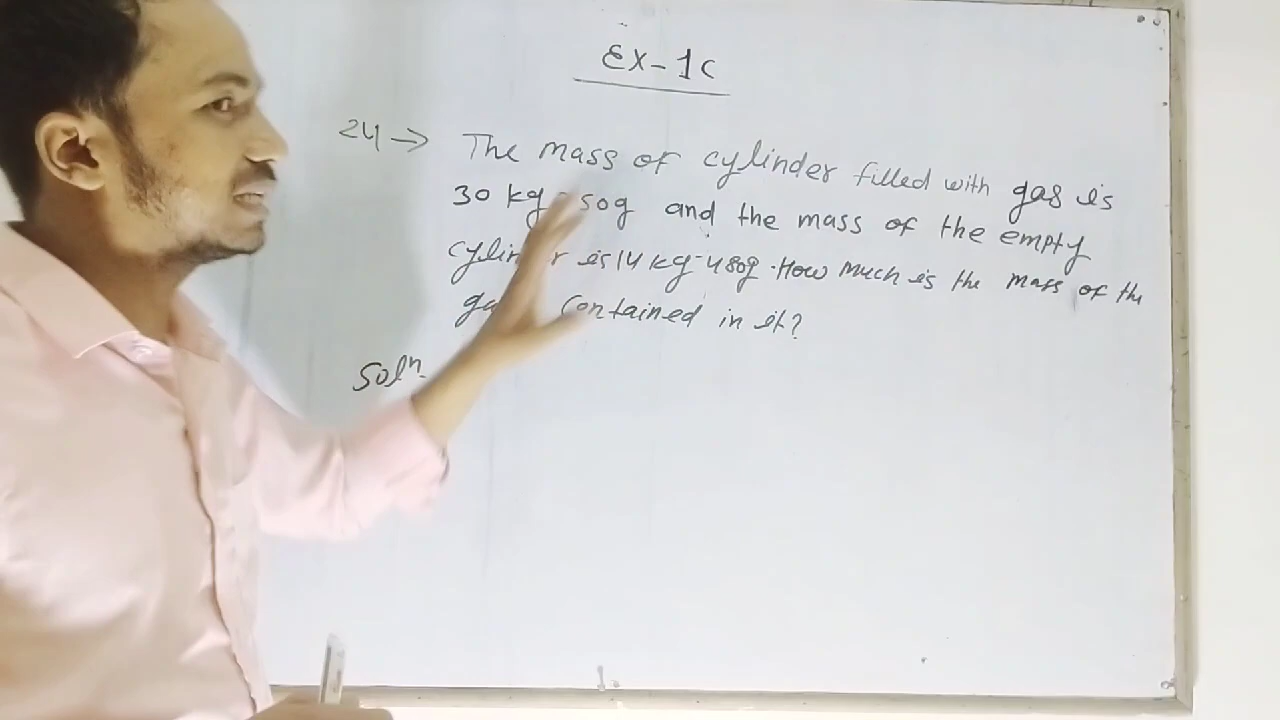 EX-1C
24 → The mass of cylinder filled with gas is
30 kg 50g and the mass of the empty
is 14 kg-480g. How much is the mass of the
contained in it?
Solⁿ.